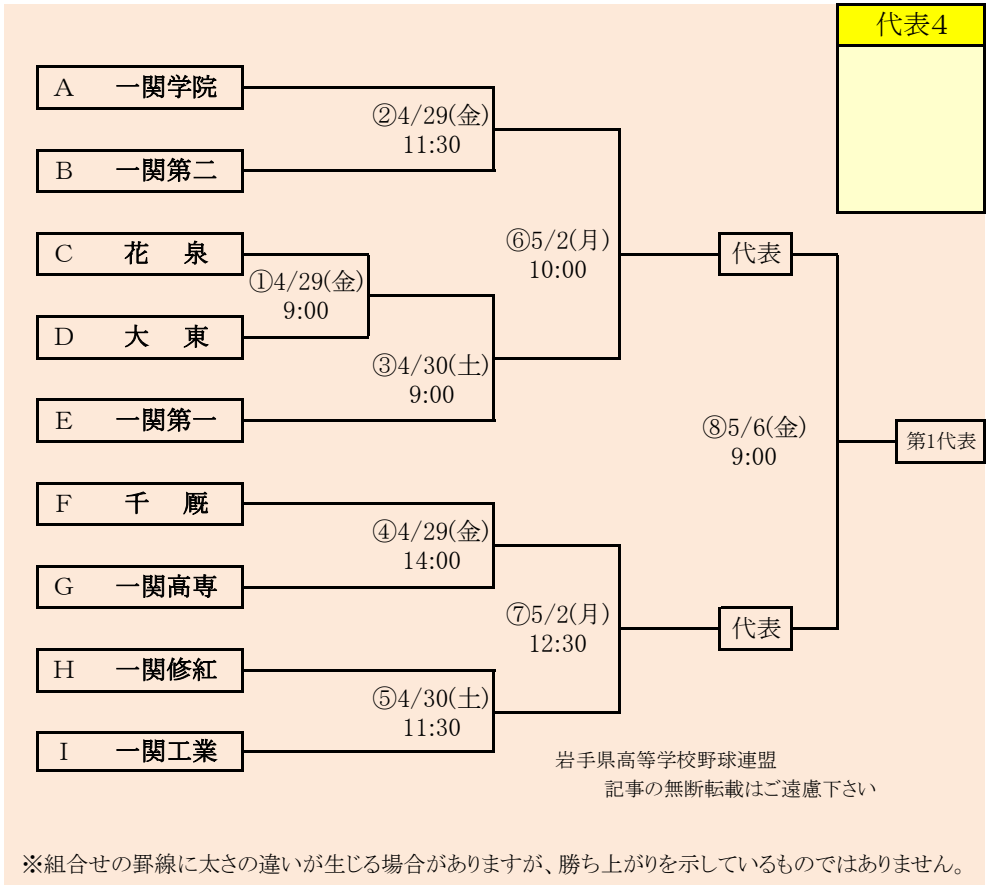 代表4
A 一関学院
②4/29(金)
11:30
B 一関第二
C 花 泉
①4/29(金)
9:00
D 大 東
③4/30(土)
9:00
E 一関第一
⑥5/2(月)
10:00
代表
F 千 厩
④4/29(金)
14:00
G 一関高専
H 一関修紅
⑤4/30(土)
11:30
I 一関工業
⑦5/2(月)
12:30
代表
⑧5/6(金)
9:00
第1代表
岩手県高等学校野球連盟
記事の無断転載はご遠慮下さい
※組合せの罫線に太さの違いが生じる場合がありますが、勝ち上がりを示しているものではありません。